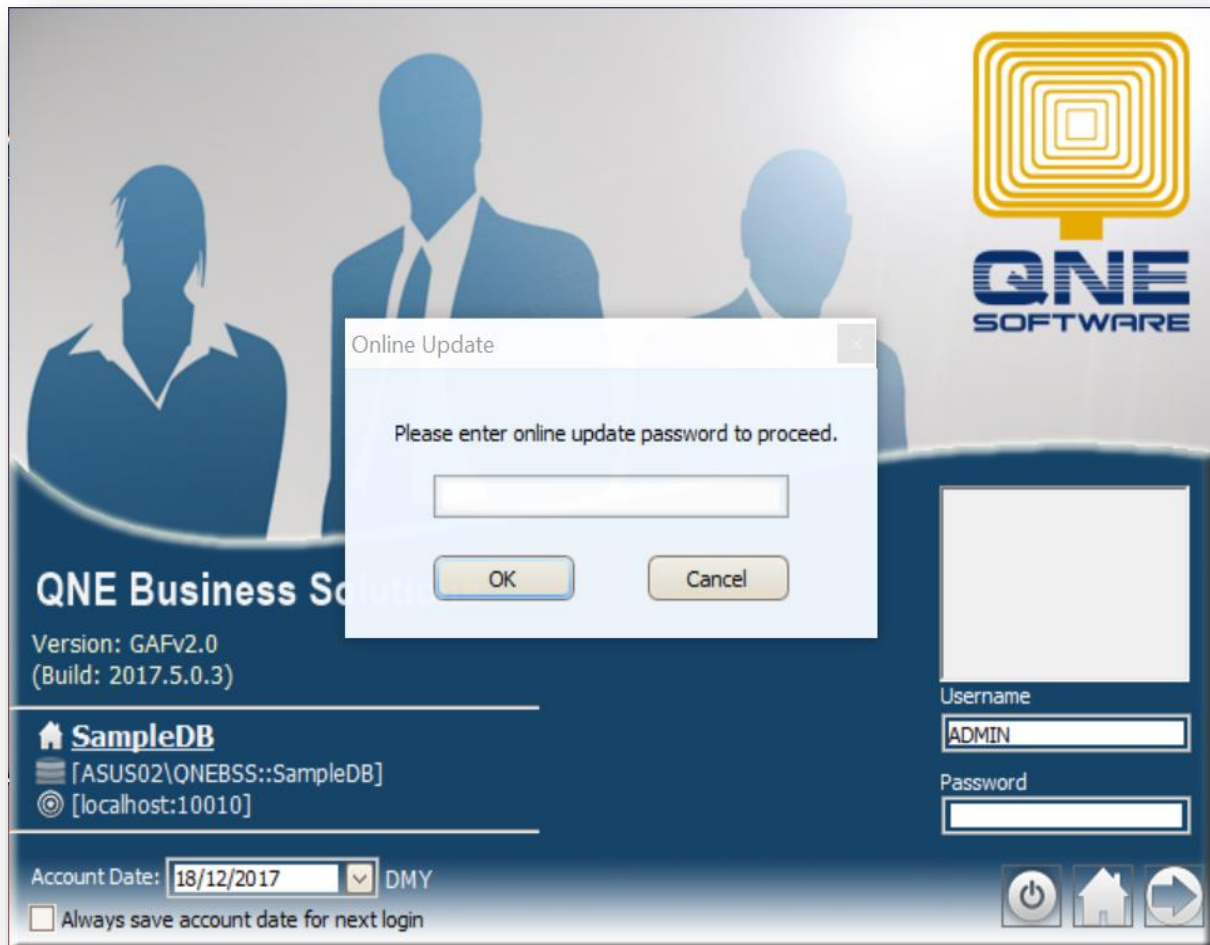 QNE
SOFTWARE
Online Update
Please enter online update password to proceed.
OK
Cancel
QNE Business Solutions
Version: GAFv2.0
(Build: 2017.5.0.3)
SampleDB
[ASUS02\QNEBSS::SampleDB]
[localhost:10010]
Username
ADMIN
Password
Account Date: 18/12/2017 DMY
Always save account date for next login